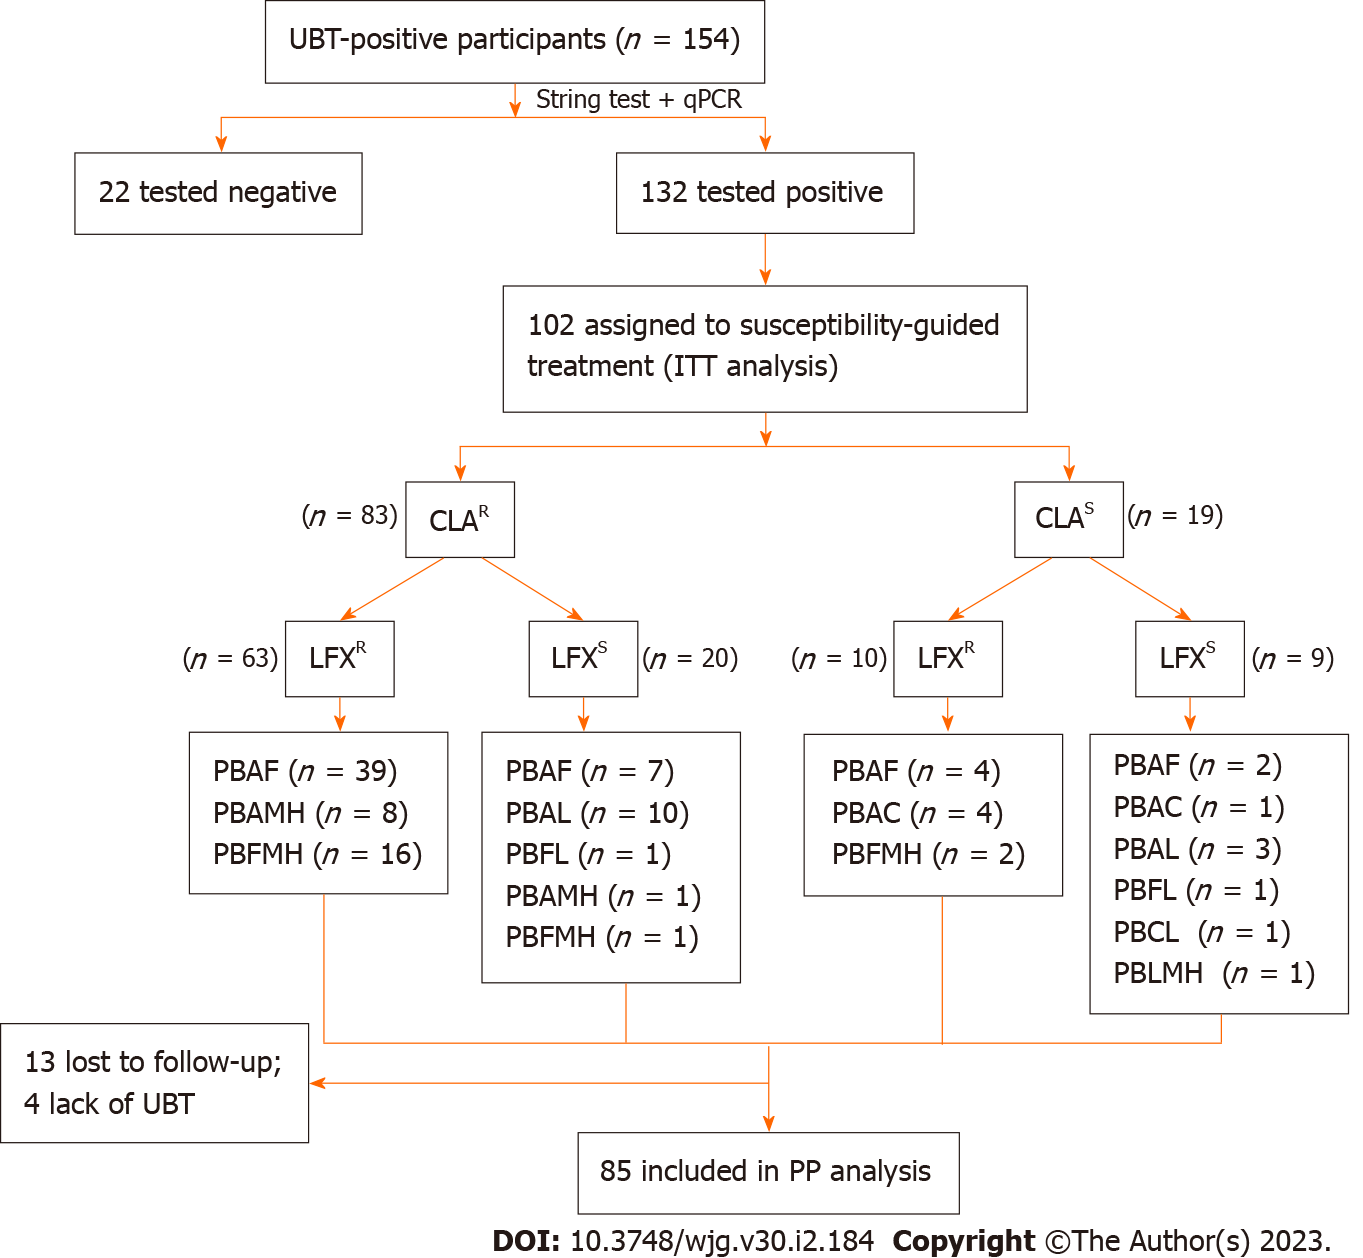 UBT-positive participants (n = 154)
String test + qPCR
22 tested negative
132 tested positive
102 assigned to susceptibility-guided
treatment (ITT analysis)
(n = 83)
CLAᴿ
CLAˢ
(n = 19)
(n = 63)
LFXᴿ
LFXˢ
(n = 20)
(n = 10)
LFXᴿ
LFXˢ
(n = 9)
PBAF (n = 39)
PBAMH (n = 8)
PBFMH (n = 16)
PBAF (n = 7)
PBAL (n = 10)
PBFL (n = 1)
PBAMH (n = 1)
PBFMH (n = 1)
PBAF (n = 4)
PBAC (n = 4)
PBFMH (n = 2)
PBAF (n = 2)
PBAC (n = 1)
PBAL (n = 3)
PBFL (n = 1)
PBCL (n = 1)
PBLMH (n = 1)
13 lost to follow-up;
4 lack of UBT
85 included in PP analysis
DOI: 10.3748/wjg.v30.i2.184 Copyright ©The Author(s) 2023.